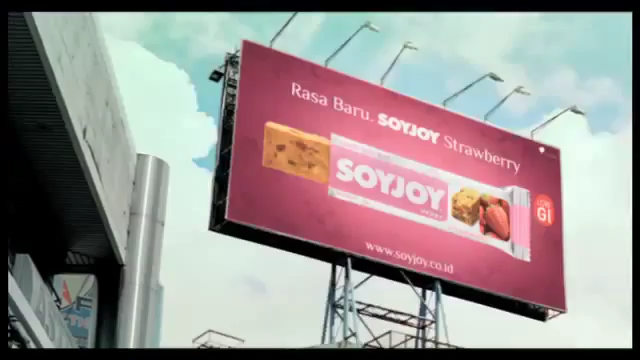 Rasa Baru. SOYJOY Strawberry
SOYJOY
LOW
GI
www.soyjoy.co.id